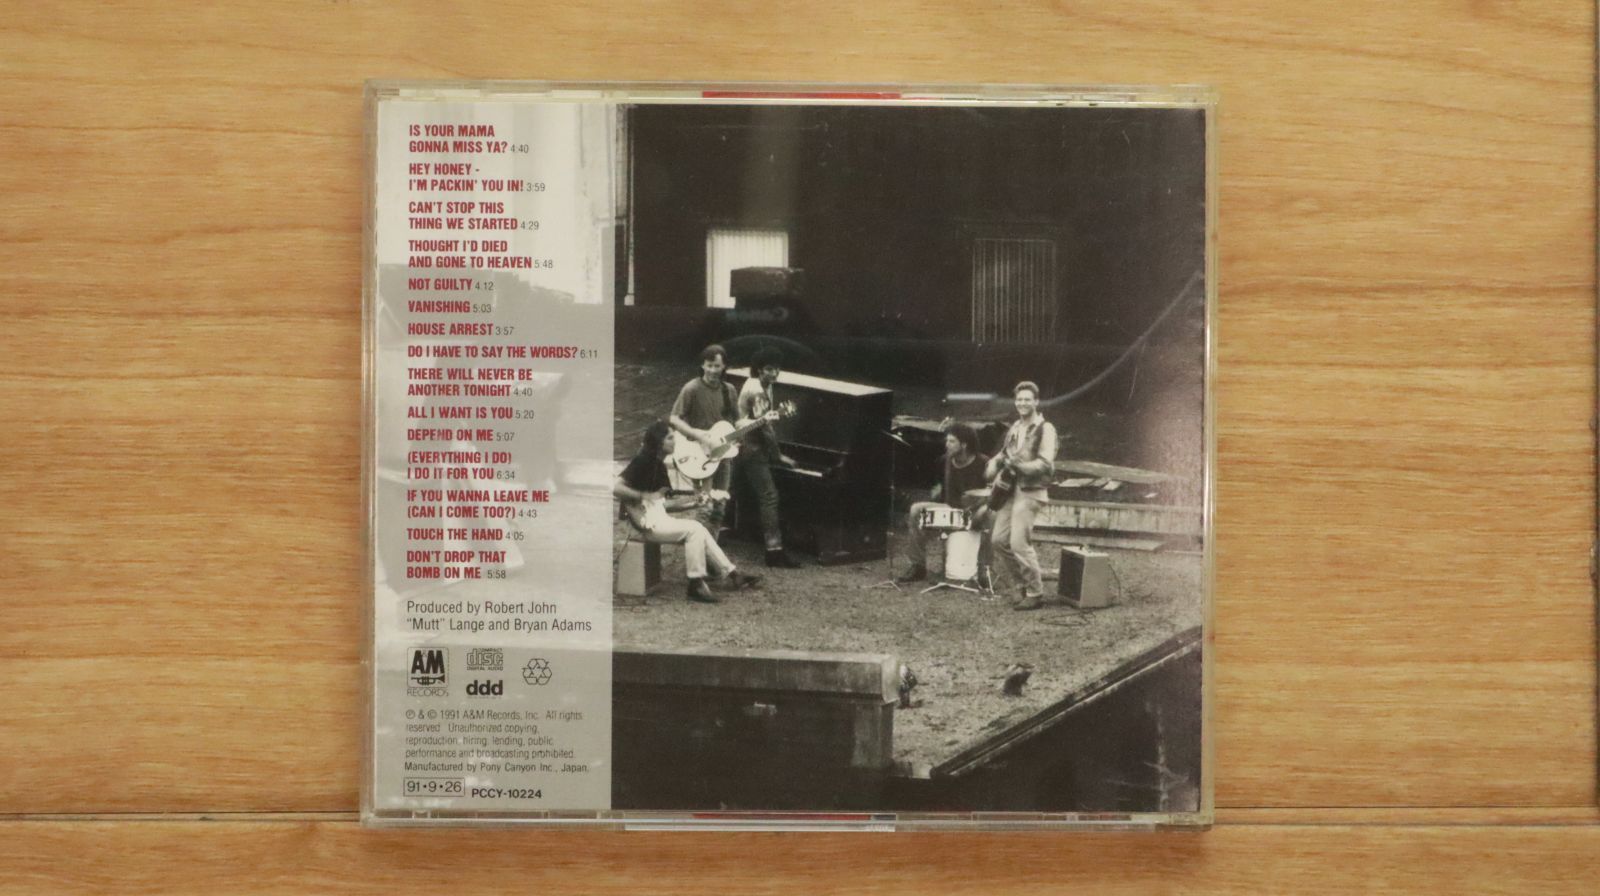 IS YOUR MAMA
GONNA MISS YA? 4:40
HEY HONEY -
I'M PACKIN' YOU IN! 3:59
CAN'T STOP THIS
THING WE STARTED 4:29
THOUGHT I'D DIED
AND GONE TO HEAVEN 5:48
NOT GUILTY 4.12
VANISHING 5:03
HOUSE ARREST 3:57
DO I HAVE TO SAY THE WORDS? 6:11
THERE WILL NEVER BE
ANOTHER TONIGHT 4:40
ALL I WANT IS YOU 5:20
DEPEND ON ME 5:07
(EVERYTHING I DO)
I DO IT FOR YOU 6:34
IF YOU WANNA LEAVE ME
(CAN I COME TOO?) 4:43
TOUCH THE HAND 4:05
DON'T DROP THAT
BOMB ON ME 5:58
Produced by Robert John
"Mutt" Lange and Bryan Adams
A&M
RECORDS
COMPACT
disc
DIGITAL AUDIO
ddd
℗ & © 1991 A&M Records, Inc. All rights
reserved. Unauthorized copying,
reproduction, hiring, lending, public
performance and broadcasting prohibited.
Manufactured by Pony Canyon Inc., Japan.
91•9•26
PCCY-10224
Canon